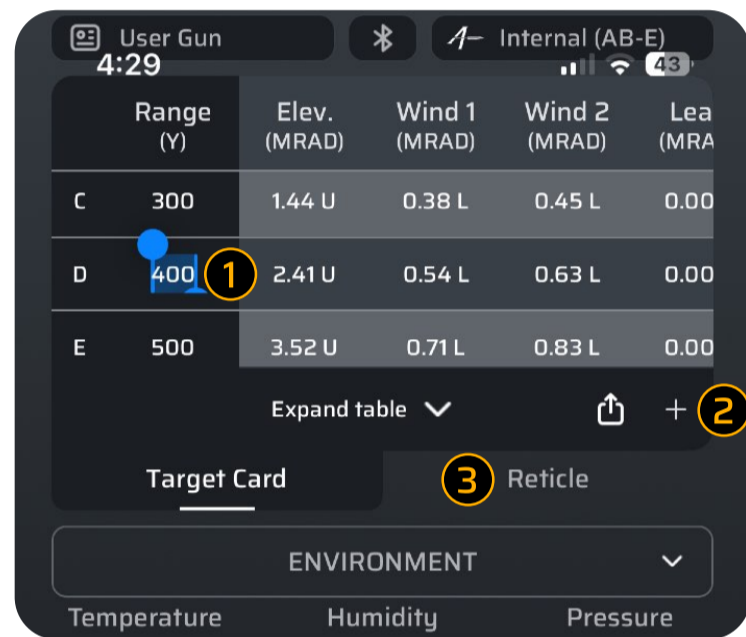 User Gun A- Internal (AB-E)
4:29 43
Range Elev. Wind 1 Wind 2 Lea
(Y) (MRAD) (MRAD) (MRAD) (MRA
C 300 1.44 U 0.38 L 0.45 L 0.00
D 400 1 2.41 U 0.54 L 0.63 L 0.00
E 500 3.52 U 0.71 L 0.83 L 0.00
Expand table + 2
Target Card 3 Reticle
ENVIRONMENT
Temperature Humidity Pressure